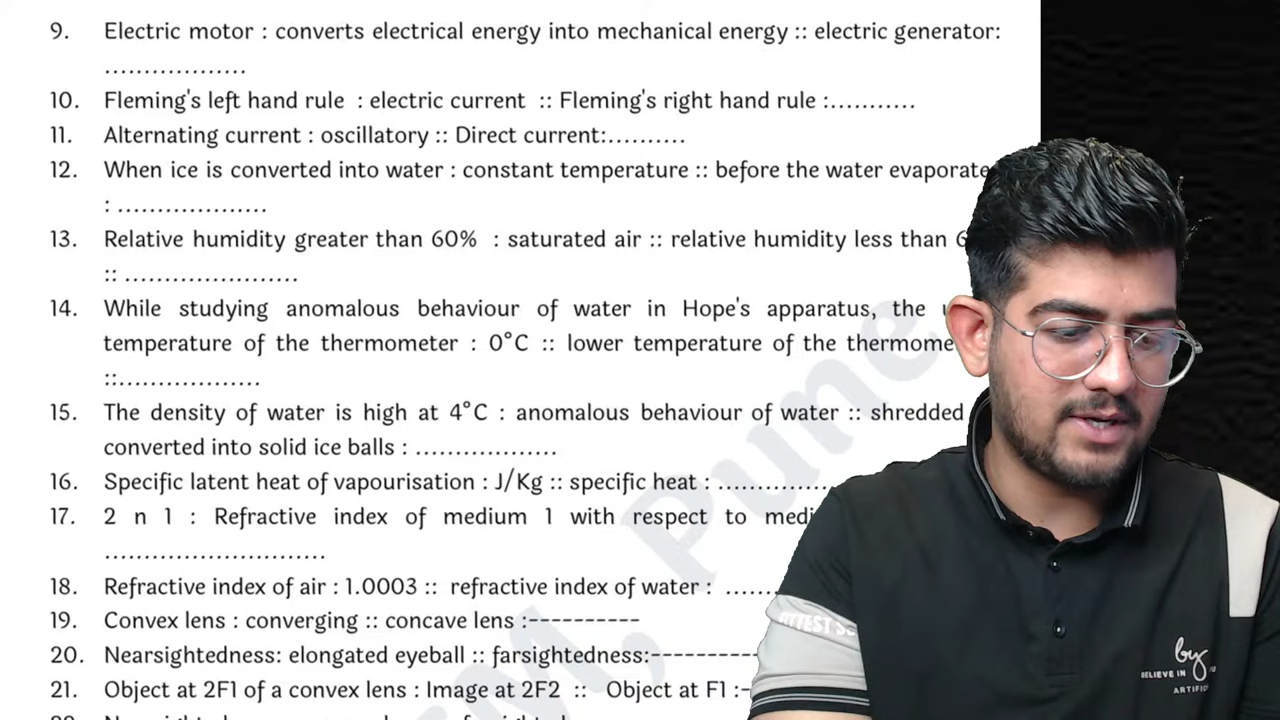 9. Electric motor : converts electrical energy into mechanical energy :: electric generator:
..................
10. Fleming's left hand rule : electric current :: Fleming's right hand rule :...........
11. Alternating current : oscillatory :: Direct current:..........
12. When ice is converted into water : constant temperature :: before the water evaporate
: ...................
13. Relative humidity greater than 60% : saturated air :: relative humidity less than
:: ......................
14. While studying anomalous behaviour of water in Hope's apparatus, the
temperature of the thermometer : 0°C :: lower temperature of the
::..................
15. The density of water is high at 4°C : anomalous behaviour of water :: shredded
converted into solid ice balls : ..................
16. Specific latent heat of vapourisation : J/Kg :: specific heat : ...............
17. 2 n 1 : Refractive index of medium 1 with respect to
............................
18. Refractive index of air : 1.0003 :: refractive index of water : ......
19. Convex lens : converging :: concave lens :----------
20. Nearsightedness: elongated eyeball :: farsightedness:----------
21. Object at 2F1 of a convex lens : Image at 2F2 :: Object at F1 :-
Pune
by
BELIEVE IN